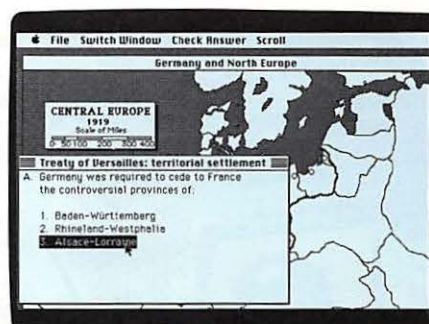 File Switch Window Check Answer Scroll
Germany and North Europe
CENTRAL EUROPE
1919
Scale of Miles
0 50 100 200 300 400
Treaty of Versailles: territorial settlement
A. Germany was required to cede to France
the controversial provinces of:
1. Baden-Württemberg
2. Rhineland-Westphalia
3. Alsace-Lorraine